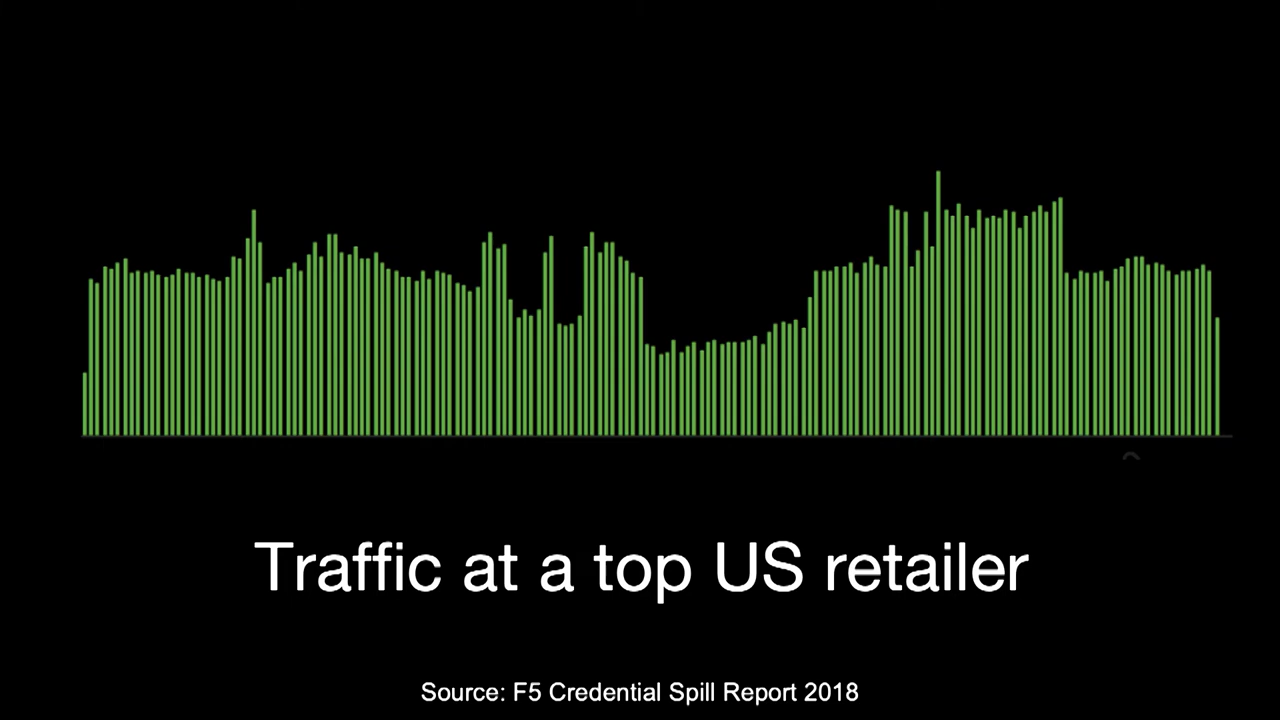 Traffic at a top US retailer
Source: F5 Credential Spill Report 2018